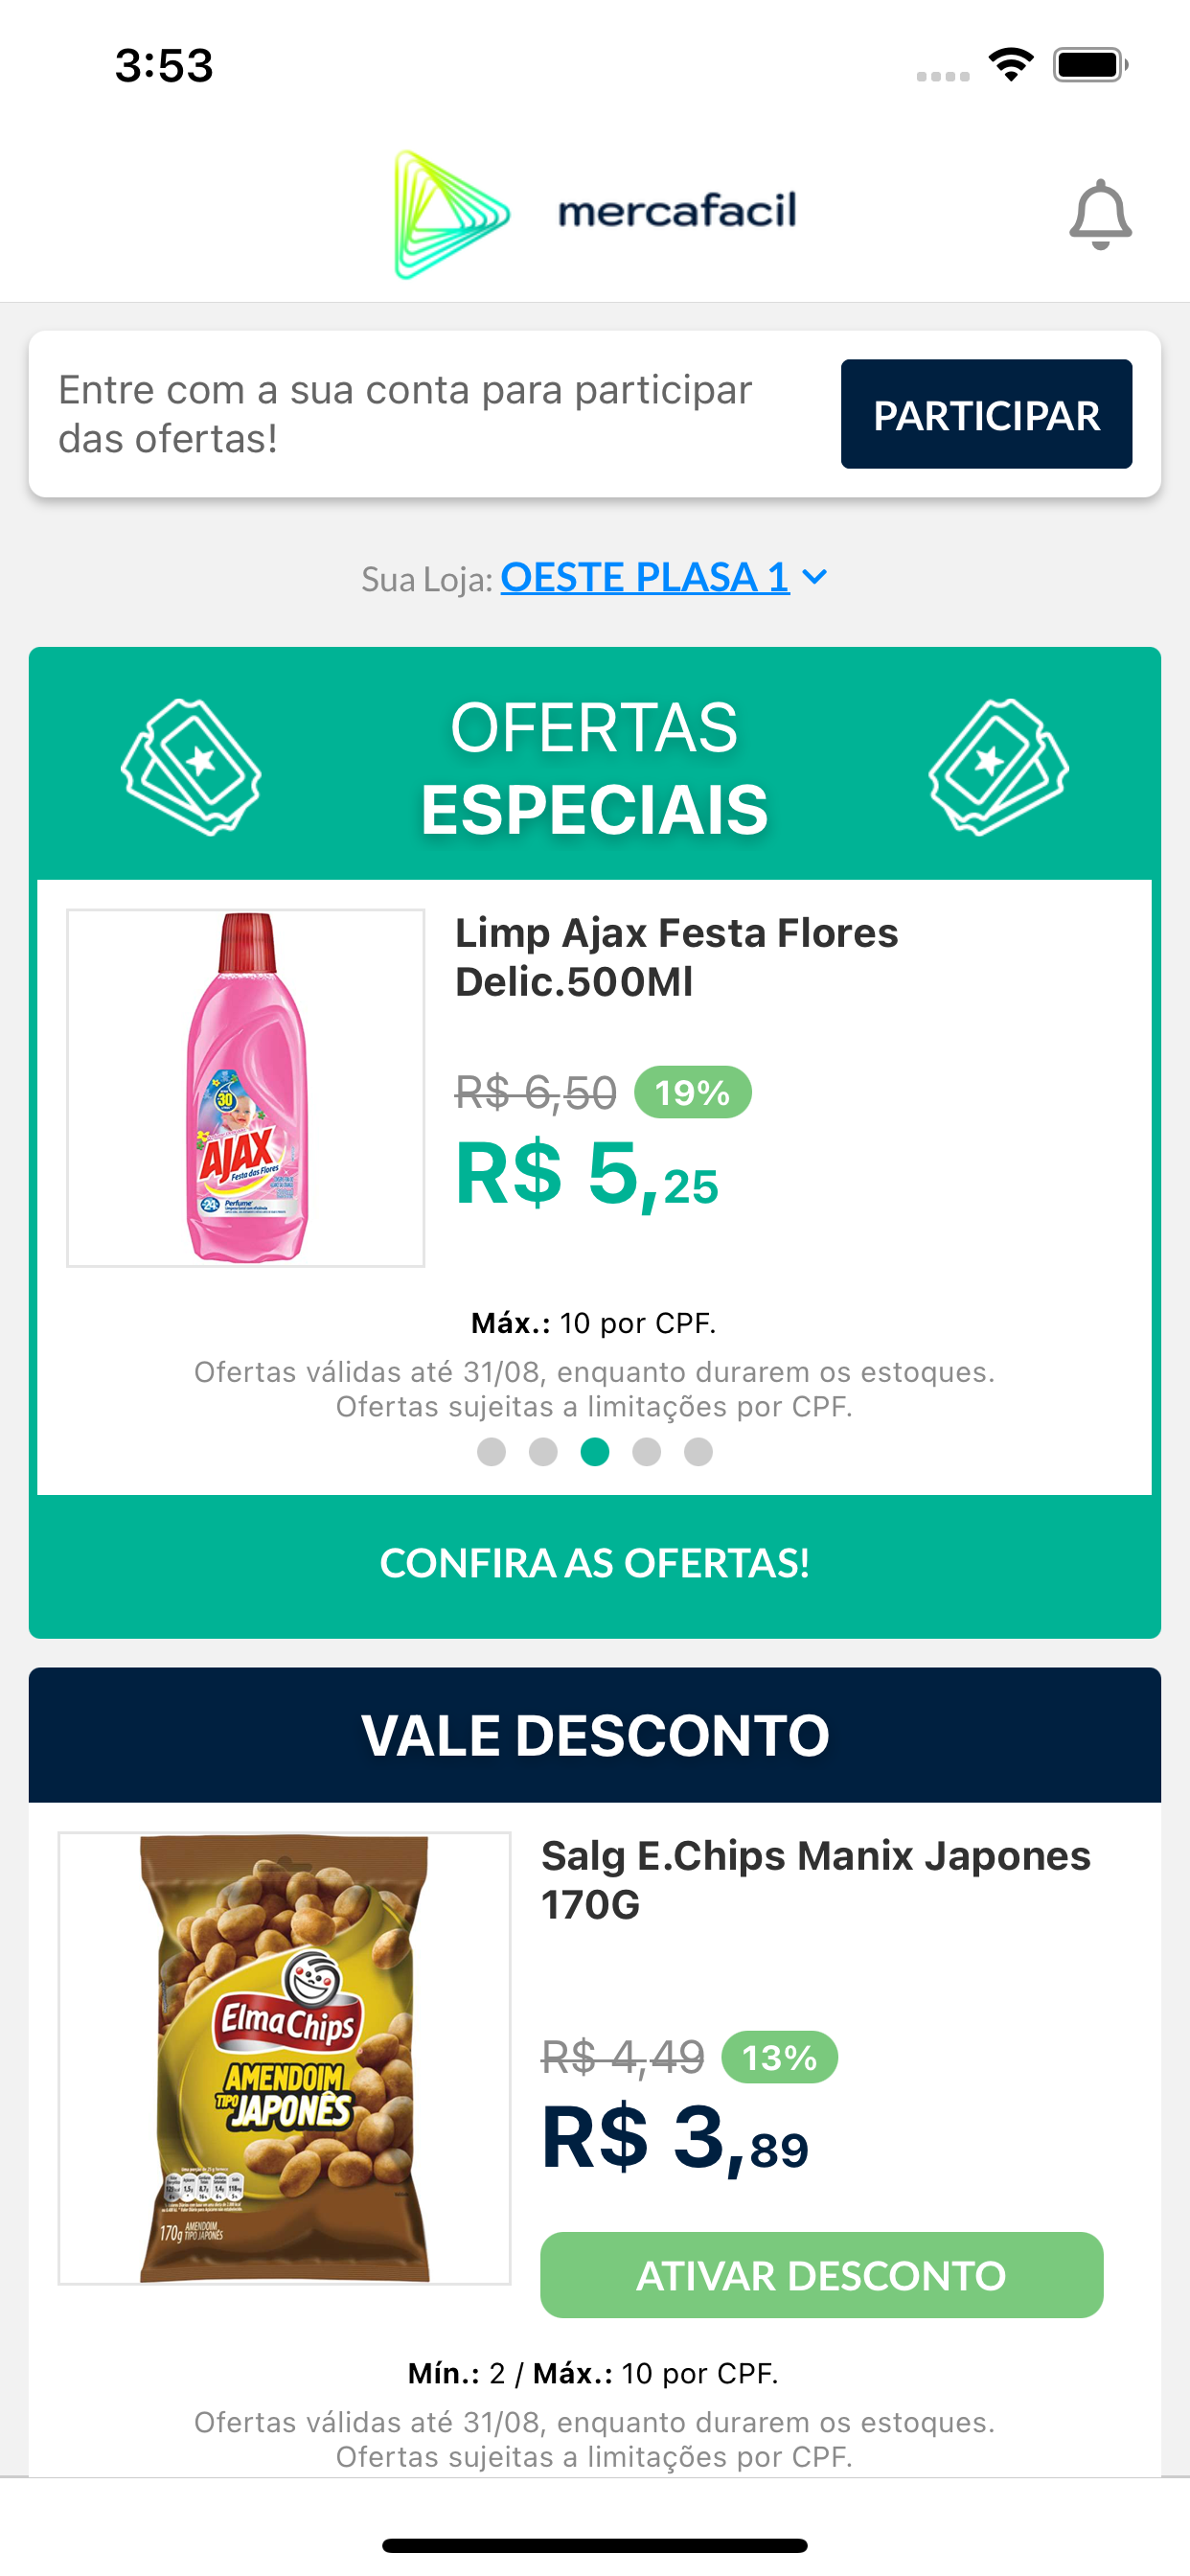 3:53
mercafacil
Entre com a sua conta para participar
das ofertas!
PARTICIPAR
Sua Loja: OESTE PLASA 1
OFERTAS
ESPECIAIS
Limp Ajax Festa Flores
Delic.500Ml
R$ 6,50 19%
R$ 5,25
30
AJAX
Festa das Flores
24
Perfume
Máx.: 10 por CPF.
Ofertas válidas até 31/08, enquanto durarem os estoques.
Ofertas sujeitas a limitações por CPF.
CONFIRA AS OFERTAS!
VALE DESCONTO
Salg E.Chips Manix Japones
170G
Elma Chips
AMENDOIM
TIPO JAPONÊS
170g AMENDOIM
TIPO JAPONÊS
R$ 4,49 13%
R$ 3,89
ATIVAR DESCONTO
Mín.: 2 / Máx.: 10 por CPF.
Ofertas válidas até 31/08, enquanto durarem os estoques.
Ofertas sujeitas a limitações por CPF.